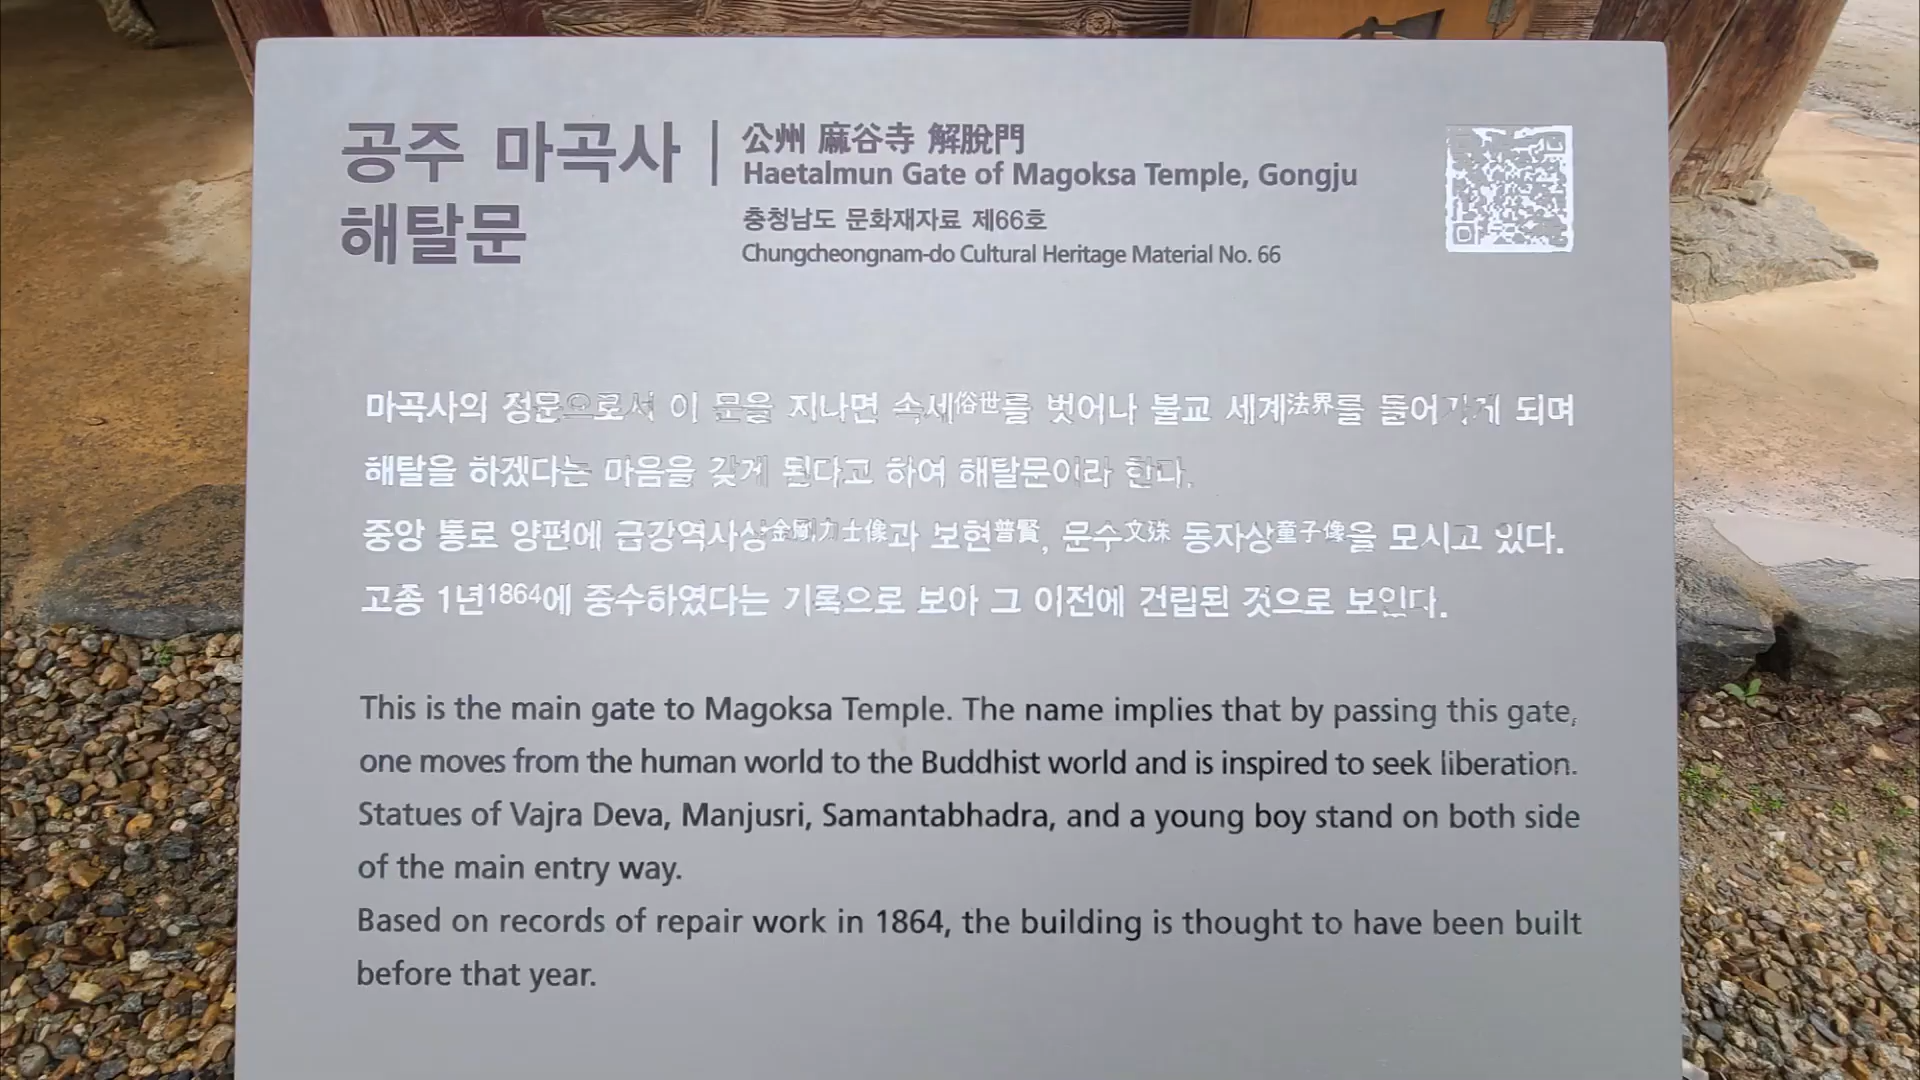 공주 마곡사
해탈문
公州 麻谷寺 解脫門
Haetalmun Gate of Magoksa Temple, Gongju
충청남도 문화재자료 제66호
Chungcheongnam-do Cultural Heritage Material No. 66
마곡사의 정문으로서 이 문을 지나면 속세俗世를 벗어나 불교 세계法界를 들어가게 되며
해탈을 하겠다는 마음을 갖게 된다고 하여 해탈문이라 한다.
중앙 통로 양편에 금강역사상金剛力士像과 보현普賢, 문수文殊 동자상童子像을 모시고 있다.
고종 1년1864에 중수하였다는 기록으로 보아 그 이전에 건립된 것으로 보인다.
This is the main gate to Magoksa Temple. The name implies that by passing this gate,
one moves from the human world to the Buddhist world and is inspired to seek liberation.
Statues of Vajra Deva, Manjusri, Samantabhadra, and a young boy stand on both side
of the main entry way.
Based on records of repair work in 1864, the building is thought to have been built
before that year.